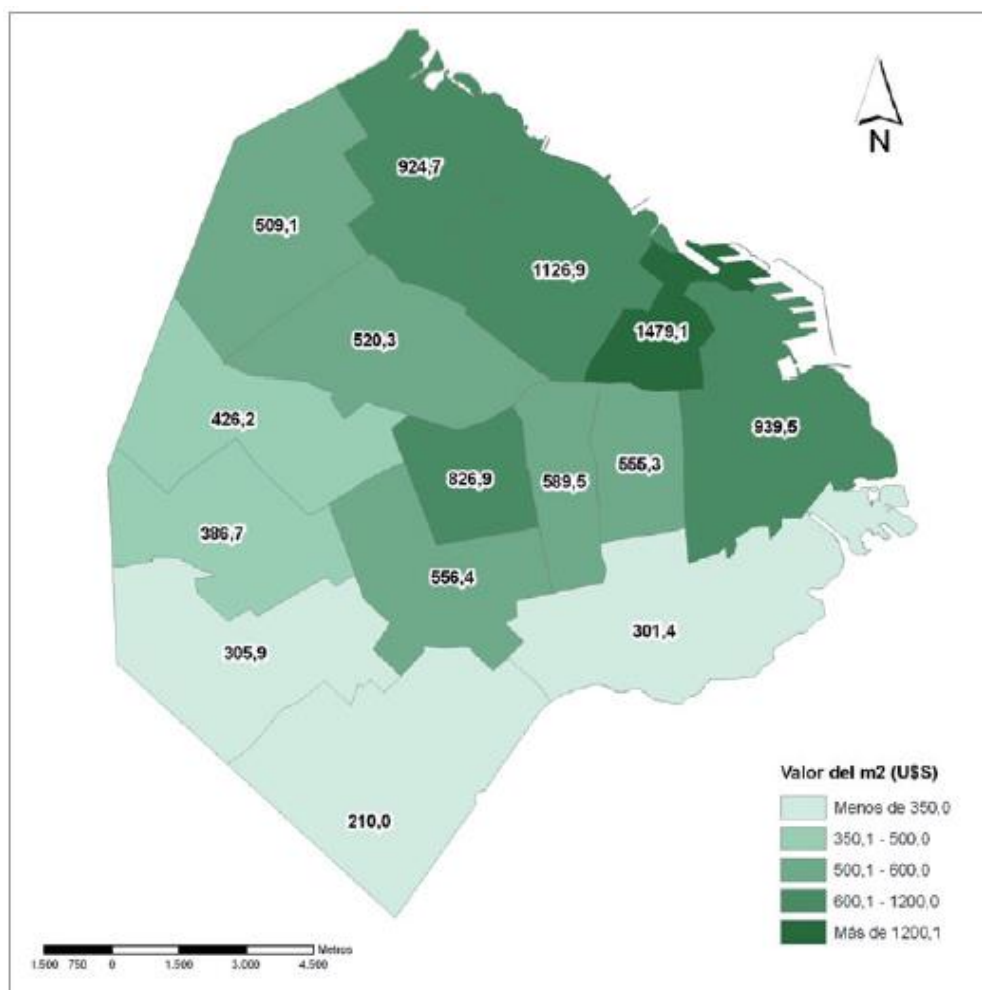 N
924,7
509,1
1126,9
1479,1
520,3
426,2
939,5
555,3
826,9
589,5
386,7
556,4
301,4
305,9
210,0
Valor del m2 (U$S)
Menos de 350,0
350,1 - 500,0
500,1 - 600,0
600,1 - 1200,0
Más de 1200,1
Metros
1.500 750 0 1.500 3.000 4.500